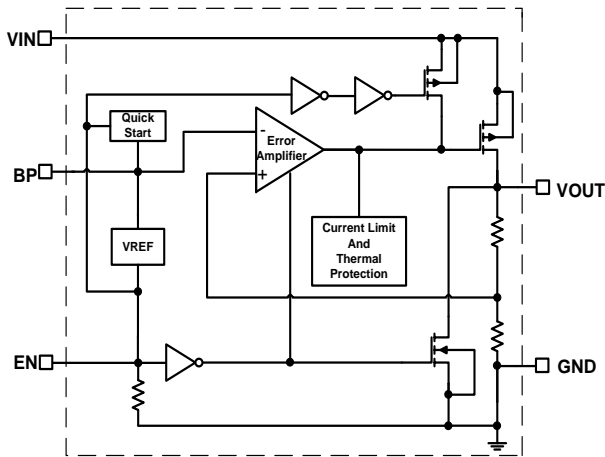 VIN
Quick
Start
-
Error
Amplifier
+
BP
VOUT
VREF
Current Limit
And
Thermal
Protection
EN
GND